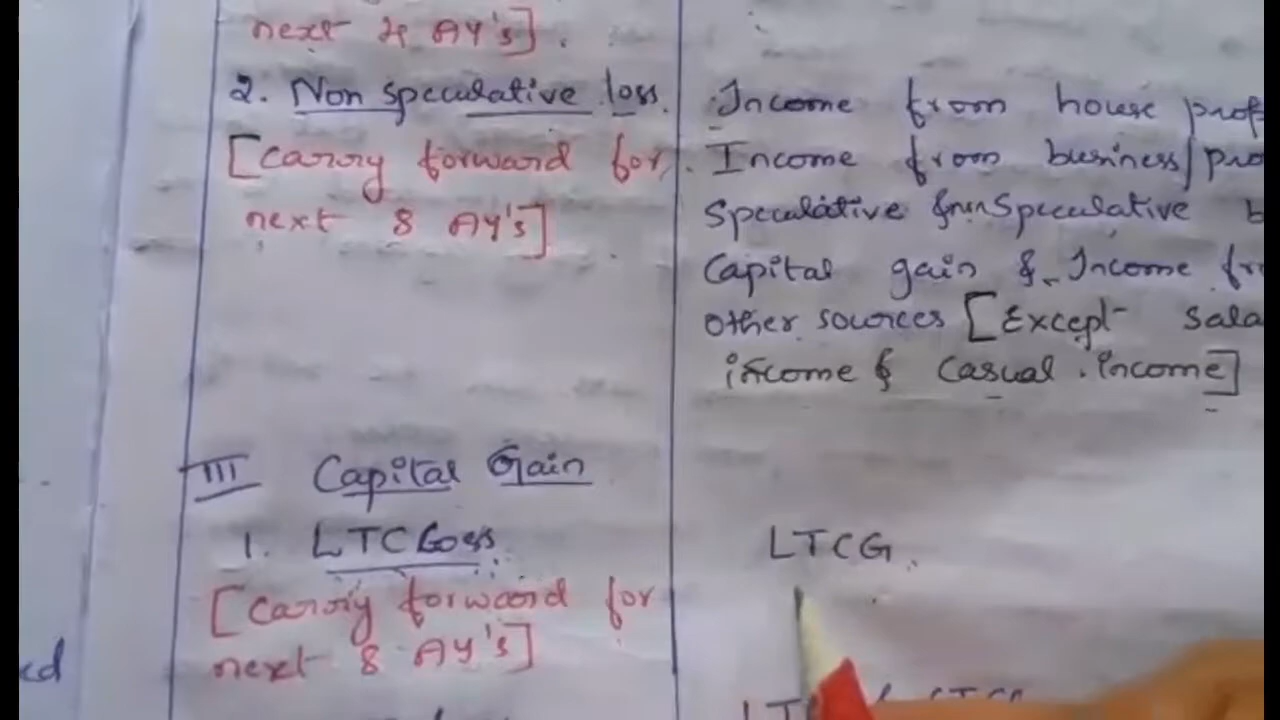 next 4 AY's].
2. Non speculative loss.
[carry forward for
next 8 AY's]
Income from house
Income from business/
Speculative & non Speculative
Capital gain & Income
other sources [Except
income & Casual income]
III Capital Gain
1. LTC Loss
[carry forward for
next 8 AY's]
LTCG.